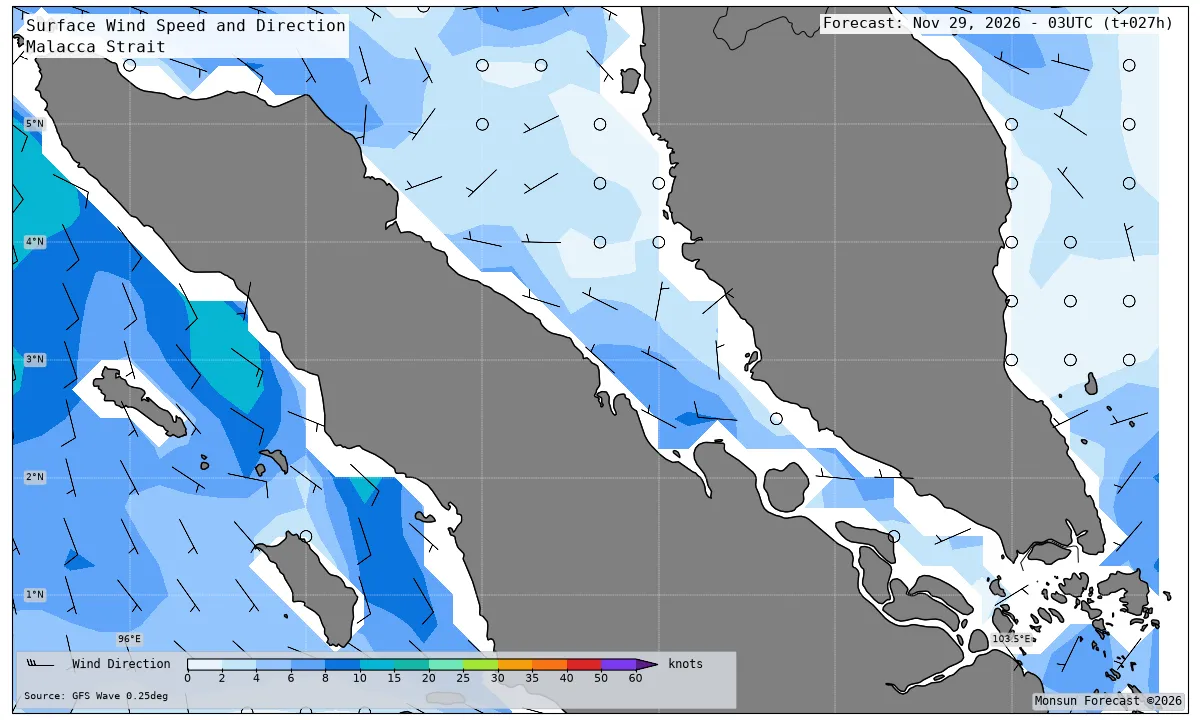 Surface Wind Speed and Direction
Malacca Strait
Forecast: Nov 29, 2026 - 03UTC (t+027h)
5°N
4°N
3°N
2°N
1°N
96°E
103.5°E
Wind Direction
knots
0 2 4 6 8 10 15 20 25 30 35 40 50 60
Source: GFS Wave 0.25deg
Monsun Forecast ©2026